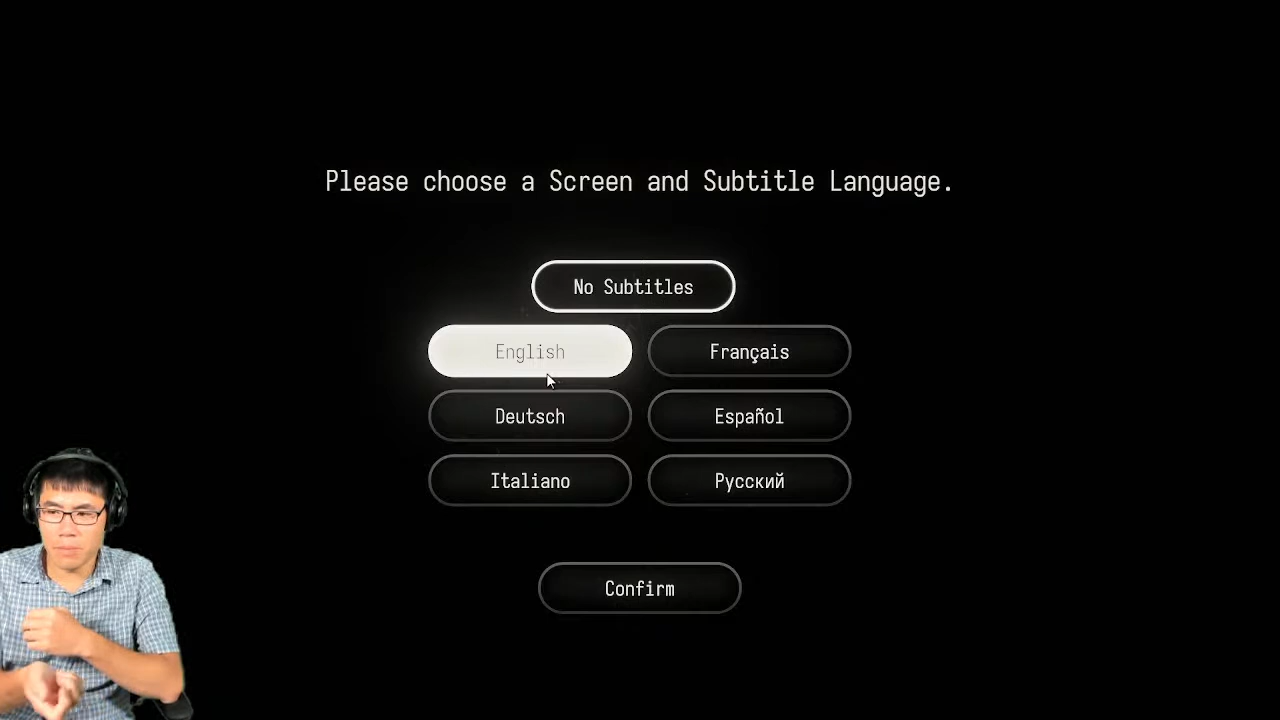 Please choose a Screen and Subtitle Language.
No Subtitles
English Français
Deutsch Español
Italiano Русский
Confirm